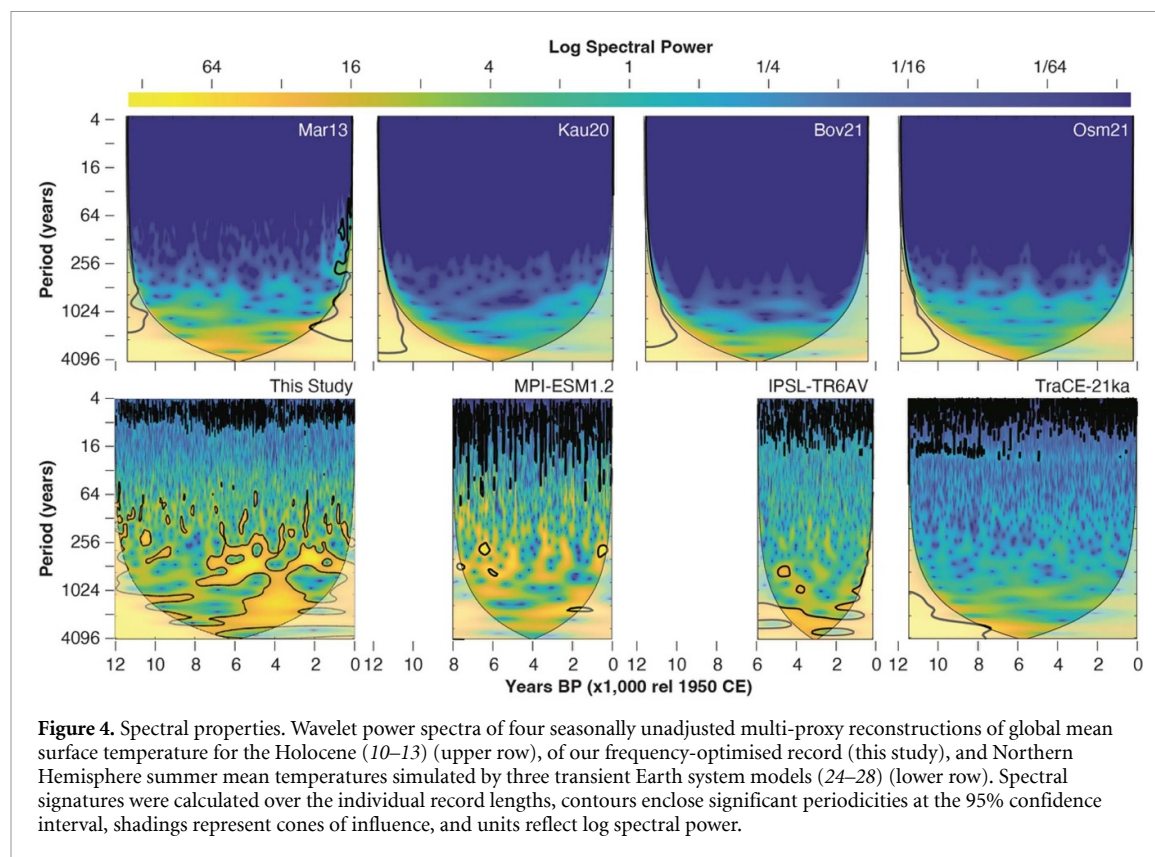 Log Spectral Power
64 16 4 1 1/4 1/16 1/64
Mar13 Kau20 Bov21 Osm21
Period (years)
4
16
64
256
1024
4096
This Study MPI-ESM1.2 IPSL-TR6AV TraCE-21ka
Period (years)
4
16
64
256
1024
4096
12 10 8 6 4 2 0 12 10 8 6 4 2 0 12 10 8 6 4 2 0 12 10 8 6 4 2 0
Years BP (x1,000 rel 1950 CE)
Figure 4. Spectral properties. Wavelet power spectra of four seasonally unadjusted multi-proxy reconstructions of global mean
surface temperature for the Holocene (10–13) (upper row), of our frequency-optimised record (this study), and Northern
Hemisphere summer mean temperatures simulated by three transient Earth system models (24–28) (lower row). Spectral
signatures were calculated over the individual record lengths, contours enclose significant periodicities at the 95% confidence
interval, shadings represent cones of influence, and units reflect log spectral power.